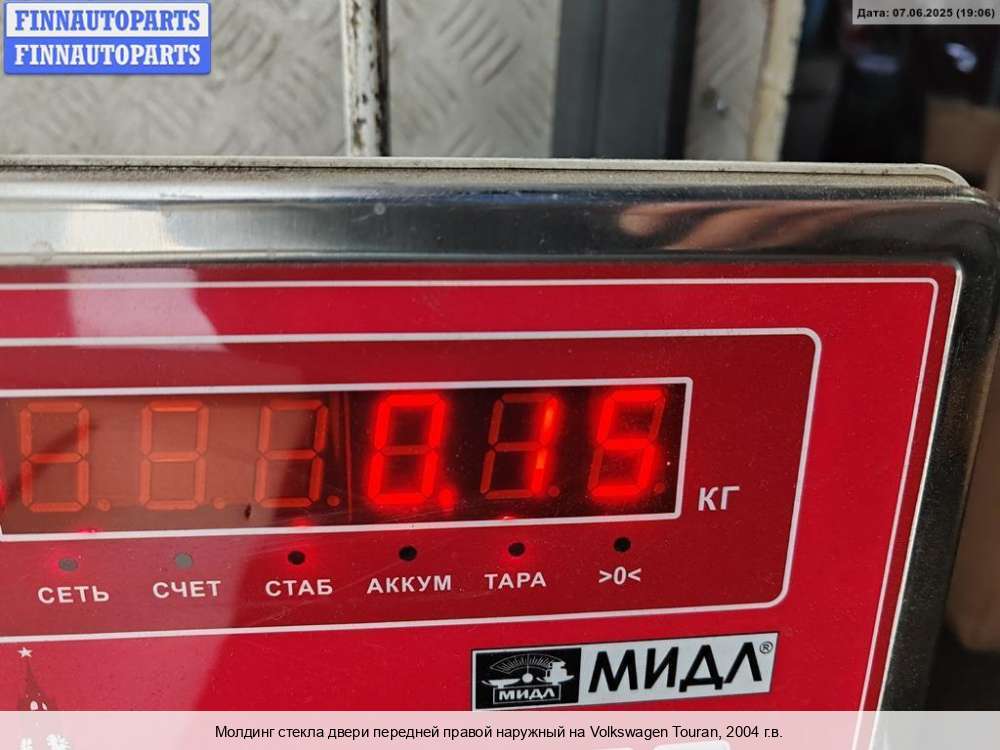 FINNAUTOPARTS
FINNAUTOPARTS
Дата: 07.06.2025 (19:06)
0.15
КГ
СЕТЬ СЧЕТ СТАБ АККУМ ТАРА >0<
МИДЛ
МИДЛ®
Молдинг стекла двери передней правой наружный на Volkswagen Touran, 2004 г.в.